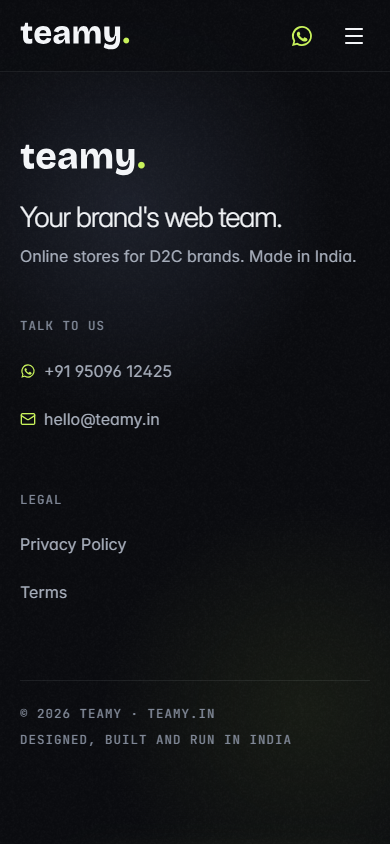 teamy.
teamy.
Your brand's web team.
Online stores for D2C brands. Made in India.
TALK TO US
+91 95096 12425
hello@teamy.in
LEGAL
Privacy Policy
Terms
© 2026 TEAMY · TEAMY.IN
DESIGNED, BUILT AND RUN IN INDIA